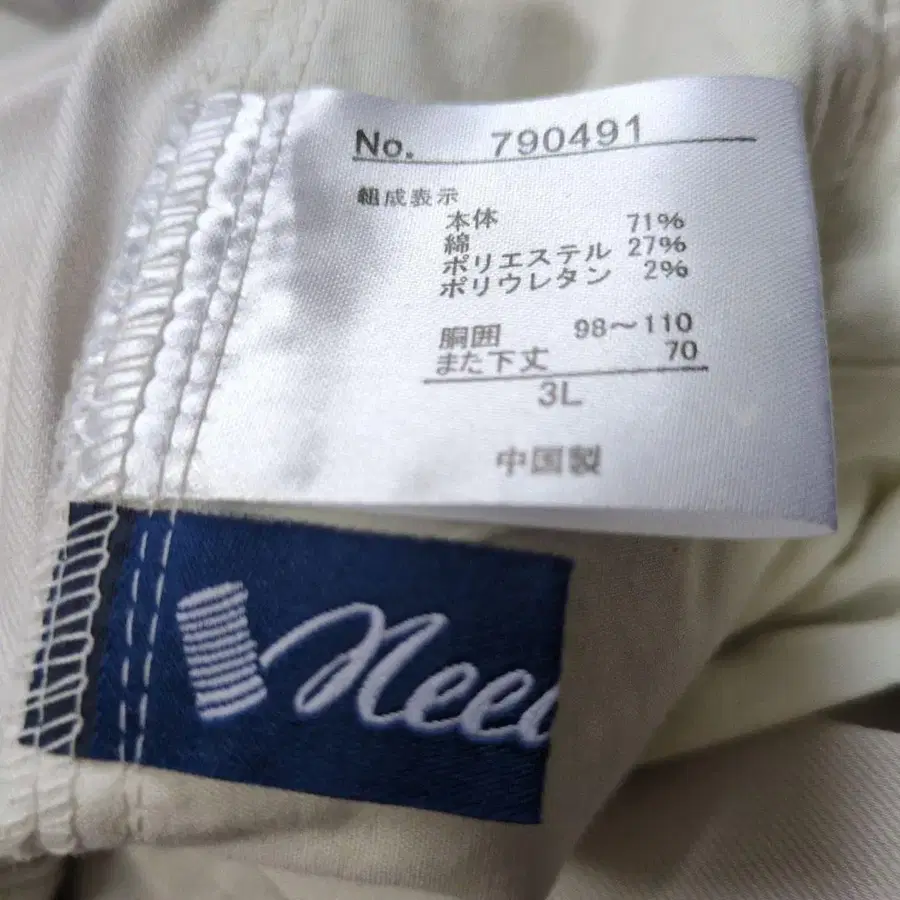 No. 790491
組成表示
本体 71%
綿 27%
ポリエステル 2%
ポリウレタン
胴囲 98〜110
また下丈 70
3L
中国製
Need